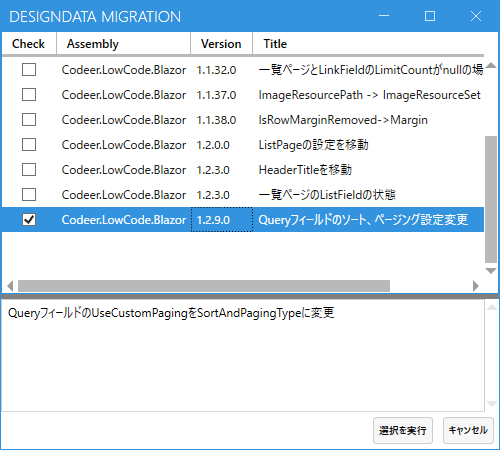 DESIGNDATA MIGRATION
Check Assembly Version Title
Codeer.LowCode.Blazor 1.1.32.0 一覧ページとLinkFieldのLimitCountがnullの場
Codeer.LowCode.Blazor 1.1.37.0 ImageResourcePath -> ImageResourceSet
Codeer.LowCode.Blazor 1.1.38.0 IsRowMarginRemoved->Margin
Codeer.LowCode.Blazor 1.2.0.0 ListPageの設定を移動
Codeer.LowCode.Blazor 1.2.3.0 HeaderTitleを移動
Codeer.LowCode.Blazor 1.2.3.0 一覧ページのListFieldの状態
Codeer.LowCode.Blazor 1.2.9.0 Queryフィールドのソート、ページング設定変更
QueryフィールドのUseCustomPagingをSortAndPagingTypeに変更
選択を実行 キャンセル